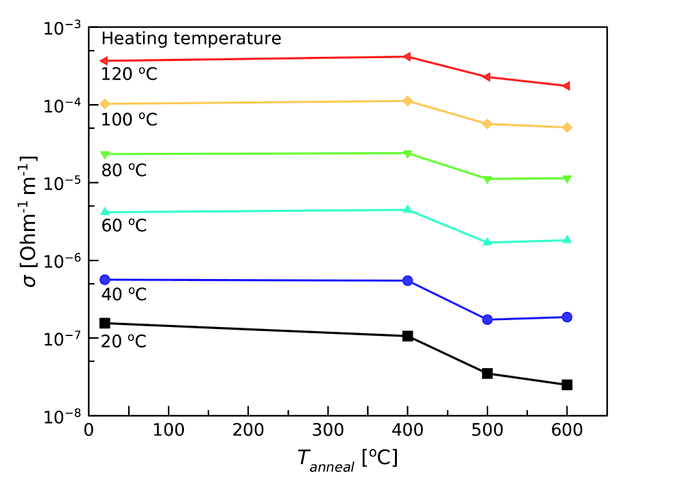 10⁻³
Heating temperature
120 ºC
10⁻⁴
100 ºC
80 ºC
10⁻⁵
60 ºC
10⁻⁶
40 ºC
10⁻⁷
20 ºC
10⁻⁸
σ [Ohm⁻¹ m⁻¹]
0 100 200 300 400 500 600
T_anneal [ºC]